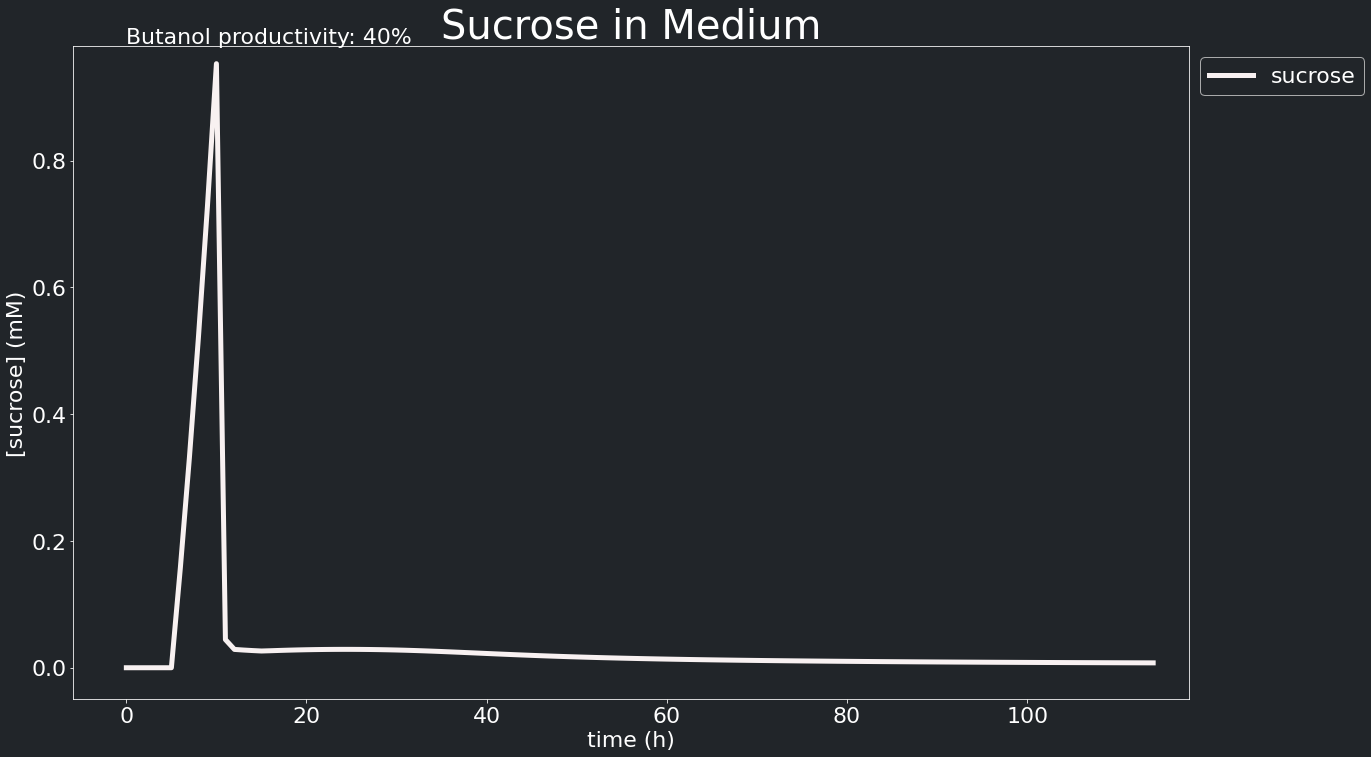 Sucrose in Medium
Butanol productivity: 40%
sucrose
[sucrose] (mM)
0.8
0.6
0.4
0.2
0.0
0 20 40 60 80 100
time (h)